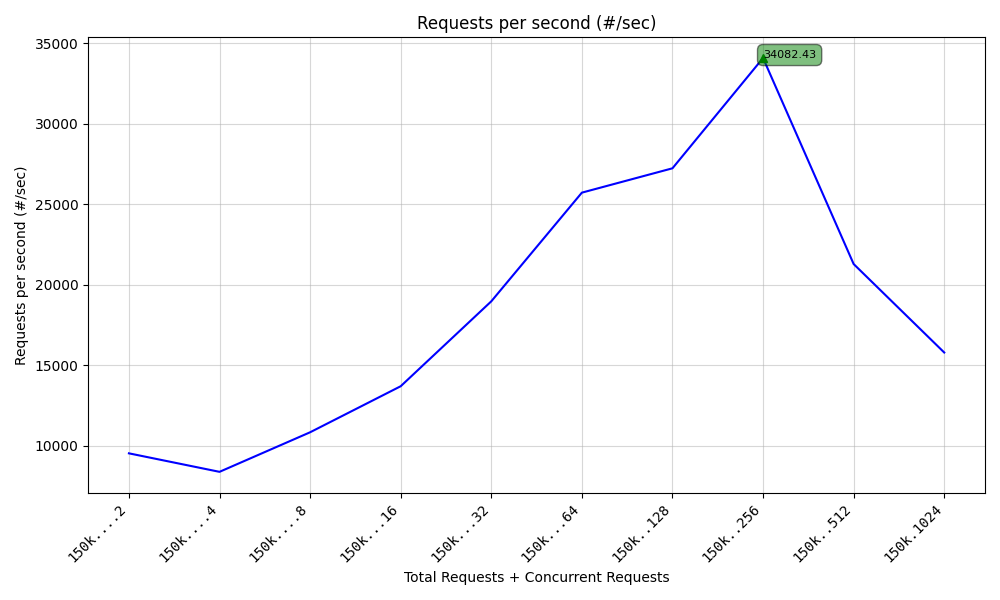 Requests per second (#/sec)
34082.43
35000
30000
25000
20000
15000
10000
Requests per second (#/sec)
150k....2
150k....4
150k....8
150k...16
150k...32
150k...64
150k..128
150k..256
150k..512
150k.1024
Total Requests + Concurrent Requests